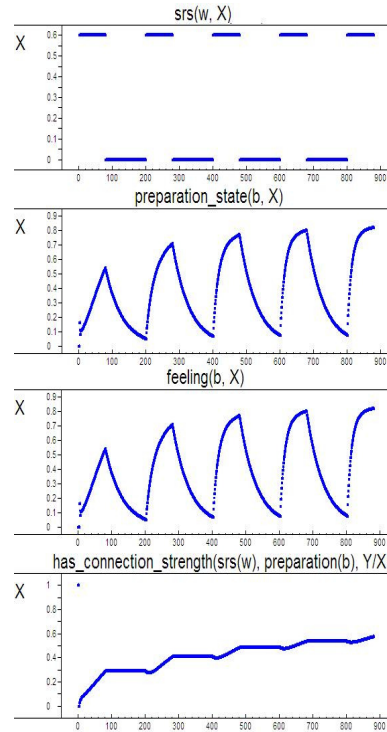 srs(w, X)
X
0.6
0.5
0.4
0.3
0.2
0.1
0
0 100 200 300 400 500 600 700 800 900
preparation_state(b, X)
X
0.9
0.8
0.7
0.6
0.5
0.4
0.3
0.2
0.1
0
0 100 200 300 400 500 600 700 800 900
feeling(b, X)
X
0.9
0.8
0.7
0.6
0.5
0.4
0.3
0.2
0.1
0
0 100 200 300 400 500 600 700 800 900
has_connection_strength(srs(w), preparation(b), Y/X)
X
1
0.8
0.6
0.4
0.2
0
0 100 200 300 400 500 600 700 800 900